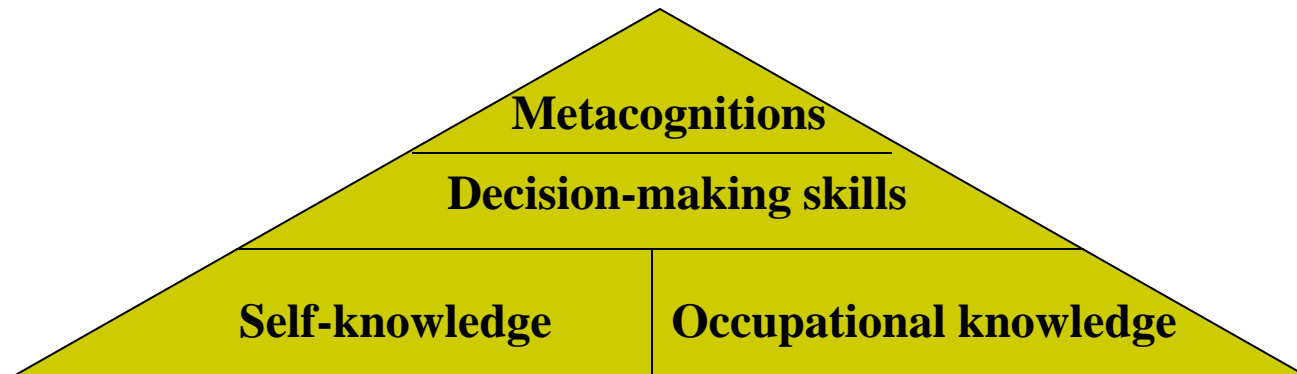 Metacognitions
Decision-making skills
Self-knowledge
Occupational knowledge